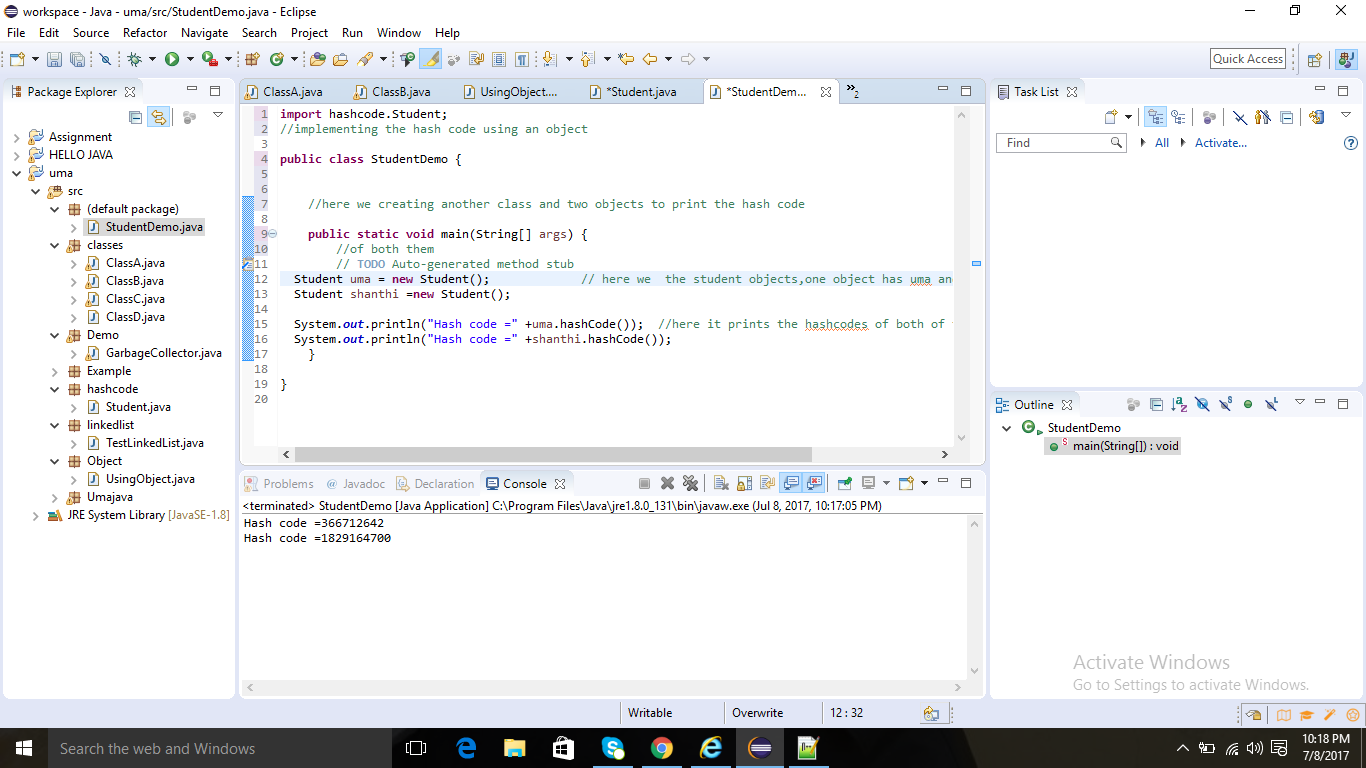 workspace - Java - uma/src/StudentDemo.java - Eclipse
File Edit Source Refactor Navigate Search Project Run Window Help
Quick Access
Package Explorer
Assignment
HELLO JAVA
uma
src
(default package)
StudentDemo.java
classes
ClassA.java
ClassB.java
ClassC.java
ClassD.java
Demo
GarbageCollector.java
Example
hashcode
Student.java
linkedlist
TestLinkedList.java
Object
UsingObject.java
Umajava
JRE System Library [JavaSE-1.8]
ClassA.java ClassB.java UsingObject.... *Student.java *StudentDem... »2
1 import hashcode.Student;
2 //implementing the hash code using an object
3
4 public class StudentDemo {
5
6
7 //here we creating another class and two objects to print the hash code
8
9 public static void main(String[] args) {
10 //of both them
11 // TODO Auto-generated method stub
12 Student uma = new Student(); // here we the student objects,one object has uma an
13 Student shanthi =new Student();
14
15 System.out.println("Hash code =" +uma.hashCode()); //here it prints the hashcodes of both of
16 System.out.println("Hash code =" +shanthi.hashCode());
17 }
18
19 }
20
Problems @ Javadoc Declaration Console
<terminated> StudentDemo [Java Application] C:\Program Files\Java\jre1.8.0_131\bin\javaw.exe (Jul 8, 2017, 10:17:05 PM)
Hash code =366712642
Hash code =1829164700
Task List
Find All Activate...
Outline
StudentDemo
main(String[]) : void
Activate Windows
Go to Settings to activate Windows.
Writable Overwrite 12 : 32
Search the web and Windows
10:18 PM
7/8/2017